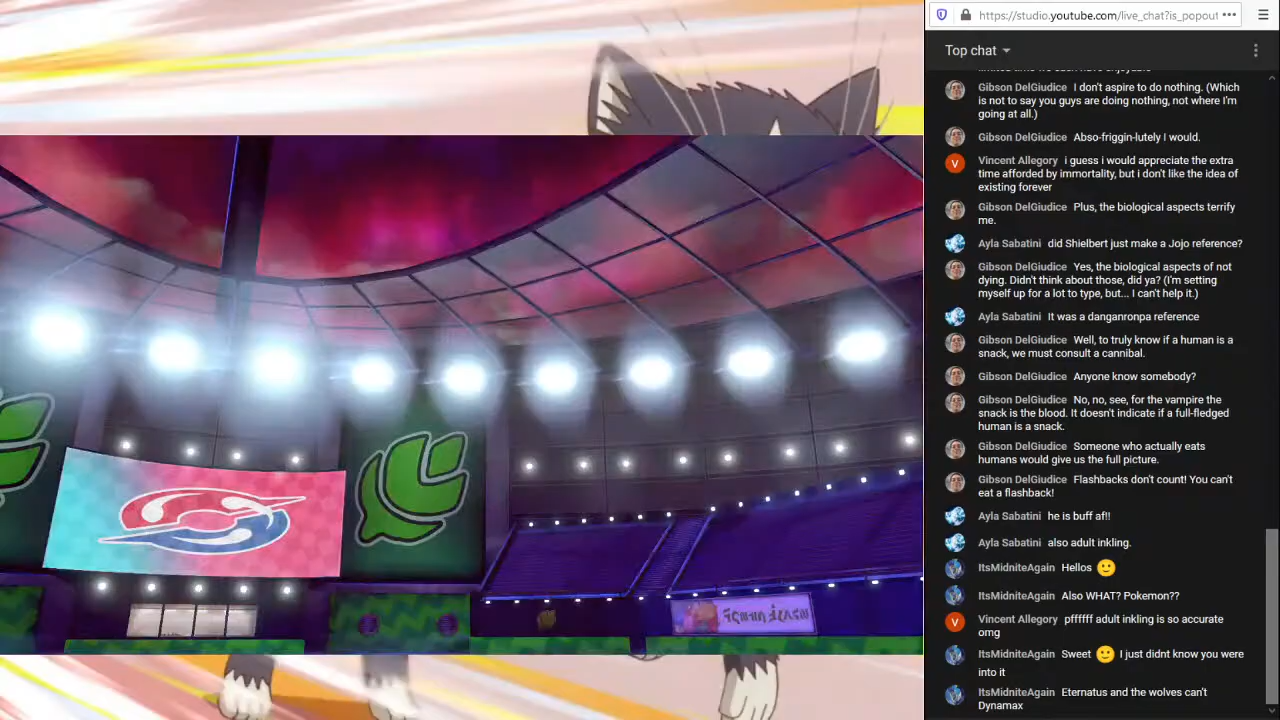 https://studio.youtube.com/live_chat?is_popout
Top chat
Gibson DelGiudice I don't aspire to do nothing. (Which
is not to say you guys are doing nothing, not where I'm
going at all.)
Gibson DelGiudice Abso-friggin-lutely I would.
V
Vincent Allegory i guess i would appreciate the extra
time afforded by immortality, but i don't like the idea of
existing forever
Gibson DelGiudice Plus, the biological aspects terrify
me.
Ayla Sabatini did Shielbert just make a Jojo reference?
Gibson DelGiudice Yes, the biological aspects of not
dying. Didn't think about those, did ya? (I'm setting
myself up for a lot to type, but... I can't help it.)
Ayla Sabatini It was a danganronpa reference
Gibson DelGiudice Well, to truly know if a human is a
snack, we must consult a cannibal.
Gibson DelGiudice Anyone know somebody?
Gibson DelGiudice No, no, see, for the vampire the
snack is the blood. It doesn't indicate if a full-fledged
human is a snack.
Gibson DelGiudice Someone who actually eats
humans would give us the full picture.
Gibson DelGiudice Flashbacks don't count! You can't
eat a flashback!
Ayla Sabatini he is buff af!!
Ayla Sabatini also adult inkling.
ItsMidniteAgain Hellos 🙂
ItsMidniteAgain Also WHAT? Pokemon??
V
Vincent Allegory pffffff adult inkling is so accurate
omg
ItsMidniteAgain Sweet 🙂 I just didnt know you were
into it
ItsMidniteAgain Eternatus and the wolves can't
Dynamax